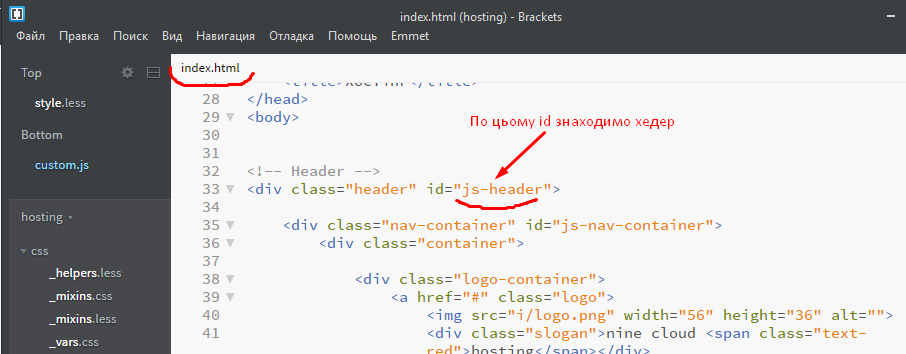 index.html (hosting) - Brackets
Файл Правка Поиск Вид Навигация Отладка Помощь Emmet
Top
style.less
Bottom
custom.js
hosting
css
_helpers.less
_mixins.css
_mixins.less
_vars.css
index.html
28 </head>
29 <body>
30
По цьому id знаходимо хедер
31
32 <!-- Header -->
33 <div class="header" id="js-header">
34
35 <div class="nav-container" id="js-nav-container">
36 <div class="container">
37
38 <div class="logo-container">
39 <a href="#" class="logo">
40 <img src="i/logo.png" width="56" height="36" alt="">
41 <div class="slogan">nine cloud <span class="text-
red">hosting</span></div>